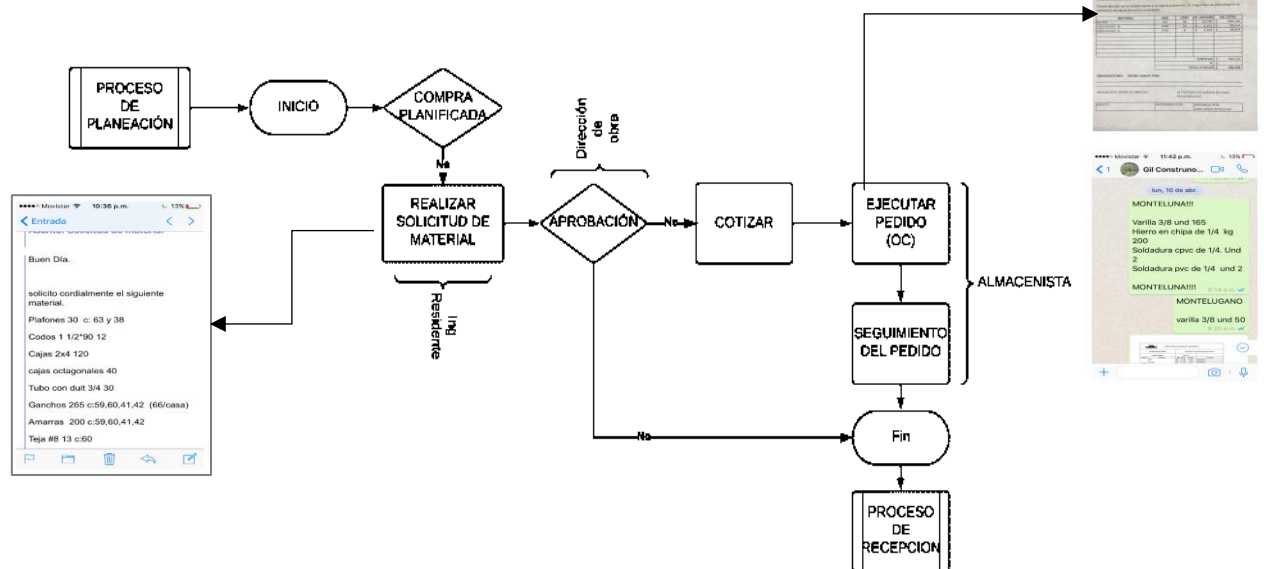 PROCESO
DE
PLANEACIÓN
INICIO
COMPRA
PLANIFICADA
No
REALIZAR
SOLICITUD DE
MATERIAL
Ing
Residente
Dirección
de
obra
APROBACIÓN
No
No
COTIZAR
EJECUTAR
PEDIDO
(OC)
SEGUIMIENTO
DEL PEDIDO
ALMACENISTA
Fin
PROCESO
DE
RECEPCION
Movistar 10:36 p.m. 13%
Entrada
Buen Día.
solicito cordialmente el siguiente
material.
Plafones 30 c: 63 y 38
Codos 1 1/2*90 12
Cajas 2x4 120
cajas octagonales 40
Tubo con duit 3/4 30
Ganchos 265 c:59,60,41,42 (66/casa)
Amarras 200 c:59,60,41,42
Teja #8 13 c:60
Movistar 11:42 p.m. 13%
1 Gil Construno...
lun, 10 de abr.
MONTELUNA!!!
Varilla 3/8 und 165
Hierro en chipa de 1/4 kg
200
Soldadura cpvc de 1/4. Und
2
Soldadura pvc de 1/4 und 2
MONTELUNA!!!!
MONTELUGANO
varilla 3/8 und 50